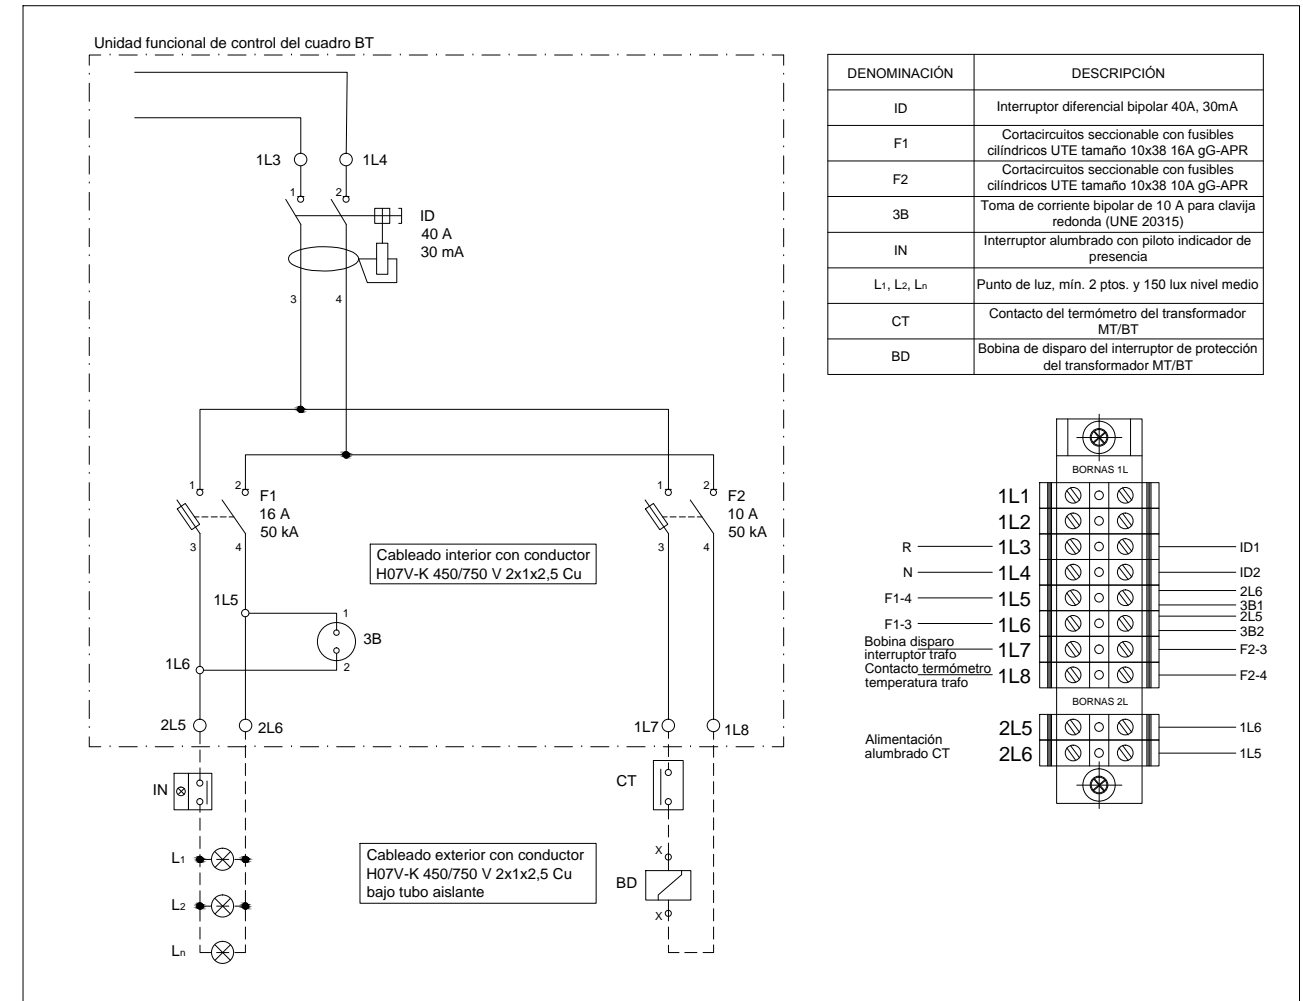 Unidad funcional de control del cuadro BT
1L3
1L4
1
2
ID
40 A
30 mA
3
4
1
2
F1
16 A
50 kA
3
4
1
2
F2
10 A
50 kA
3
4
Cableado interior con conductor
H07V-K 450/750 V 2x1x2,5 Cu
1L5
1
3B
1L6
2
2L5
2L6
1L7
1L8
IN
CT
L1
L2
Ln
Cableado exterior con conductor
H07V-K 450/750 V 2x1x2,5 Cu
bajo tubo aislante
X
BD
X
DENOMINACIÓN
DESCRIPCIÓN
ID
Interruptor diferencial bipolar 40A, 30mA
F1
Cortacircuitos seccionable con fusibles
cilíndricos UTE tamaño 10x38 16A gG-APR
F2
Cortacircuitos seccionable con fusibles
cilíndricos UTE tamaño 10x38 10A gG-APR
3B
Toma de corriente bipolar de 10 A para clavija
redonda (UNE 20315)
IN
Interruptor alumbrado con piloto indicador de
presencia
L1, L2, Ln
Punto de luz, mín. 2 ptos. y 150 lux nivel medio
CT
Contacto del termómetro del transformador
MT/BT
BD
Bobina de disparo del interruptor de protección
del transformador MT/BT
BORNAS 1L
1L1
1L2
R
1L3
ID1
N
1L4
ID2
F1-4
1L5
2L6
3B1
F1-3
1L6
2L5
3B2
Bobina disparo
interruptor trafo
1L7
F2-3
Contacto termómetro
temperatura trafo
1L8
F2-4
BORNAS 2L
Alimentación
alumbrado CT
2L5
1L6
2L6
1L5